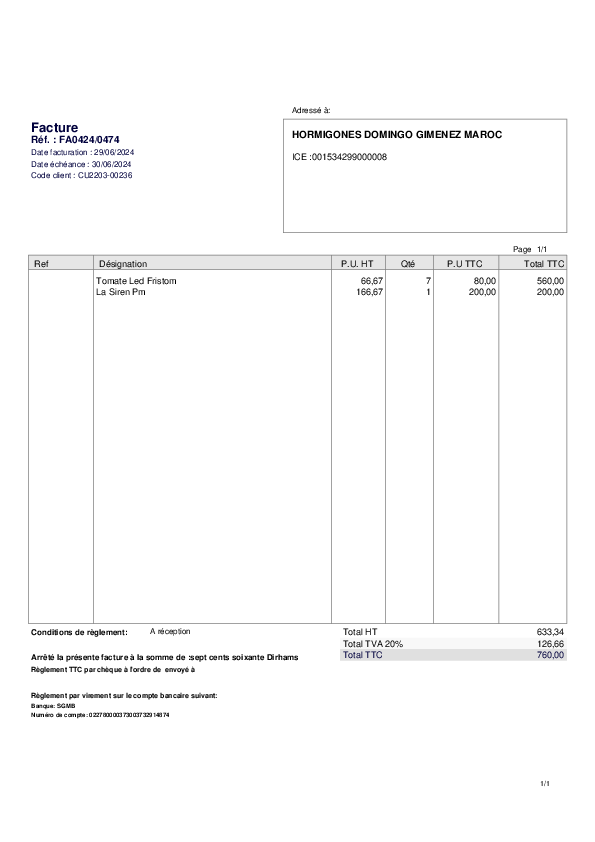 Adressé à:
Facture
Réf. : FA0424/0474
Date facturation : 29/06/2024
Date échéance : 30/06/2024
Code client : CU2203-00236
HORMIGONES DOMINGO GIMENEZ MAROC
ICE :001534299000008
Page 1/1
Ref Désignation P.U. HT Qté P.U TTC Total TTC
Tomate Led Fristom 66,67 7 80,00 560,00
La Siren Pm 166,67 1 200,00 200,00
Conditions de règlement: A réception
Total HT 633,34
Total TVA 20% 126,66
Total TTC 760,00
Arrêté la présente facture à la somme de :sept cents soixante Dirhams
Règlement TTC par chèque à l'ordre de envoyé à
Règlement par virement sur le compte bancaire suivant:
Banque: SGMB
Numéro de compte:
1/1